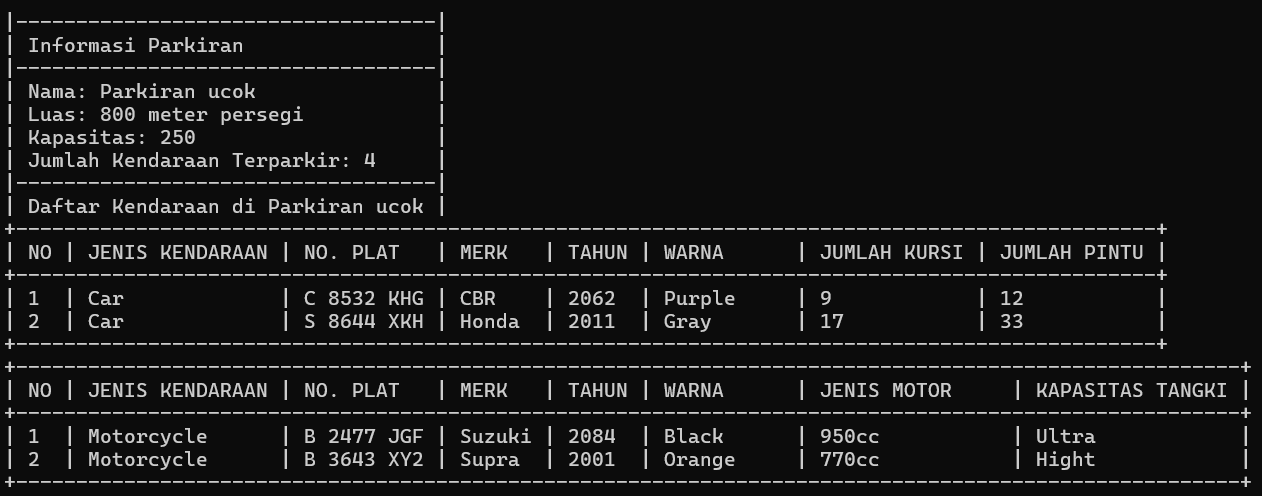 |-----------------------------------|
| Informasi Parkiran                |
|-----------------------------------|
| Nama: Parkiran ucok               |
| Luas: 800 meter persegi           |
| Kapasitas: 250                    |
| Jumlah Kendaraan Terparkir: 4     |
|-----------------------------------|
| Daftar Kendaraan di Parkiran ucok |
+-----------------------------------------------------------------------------------------------+
| NO | JENIS KENDARAAN | NO. PLAT   | MERK   | TAHUN | WARNA      | JUMLAH KURSI | JUMLAH PINTU |
+-----------------------------------------------------------------------------------------------+
| 1  | Car             | C 8532 KHG | CBR    | 2062  | Purple     | 9            | 12           |
| 2  | Car             | S 8644 XKH | Honda  | 2011  | Gray       | 17           | 33           |
+-----------------------------------------------------------------------------------------------+
+------------------------------------------------------------------------------------------------------+
| NO | JENIS KENDARAAN | NO. PLAT   | MERK   | TAHUN | WARNA      | JENIS MOTOR     | KAPASITAS TANGKI |
+------------------------------------------------------------------------------------------------------+
| 1  | Motorcycle      | B 2477 JGF | Suzuki | 2084  | Black      | 950cc           | Ultra            |
| 2  | Motorcycle      | B 3643 XY2 | Supra  | 2001  | Orange     | 770cc           | Hight            |
+------------------------------------------------------------------------------------------------------+